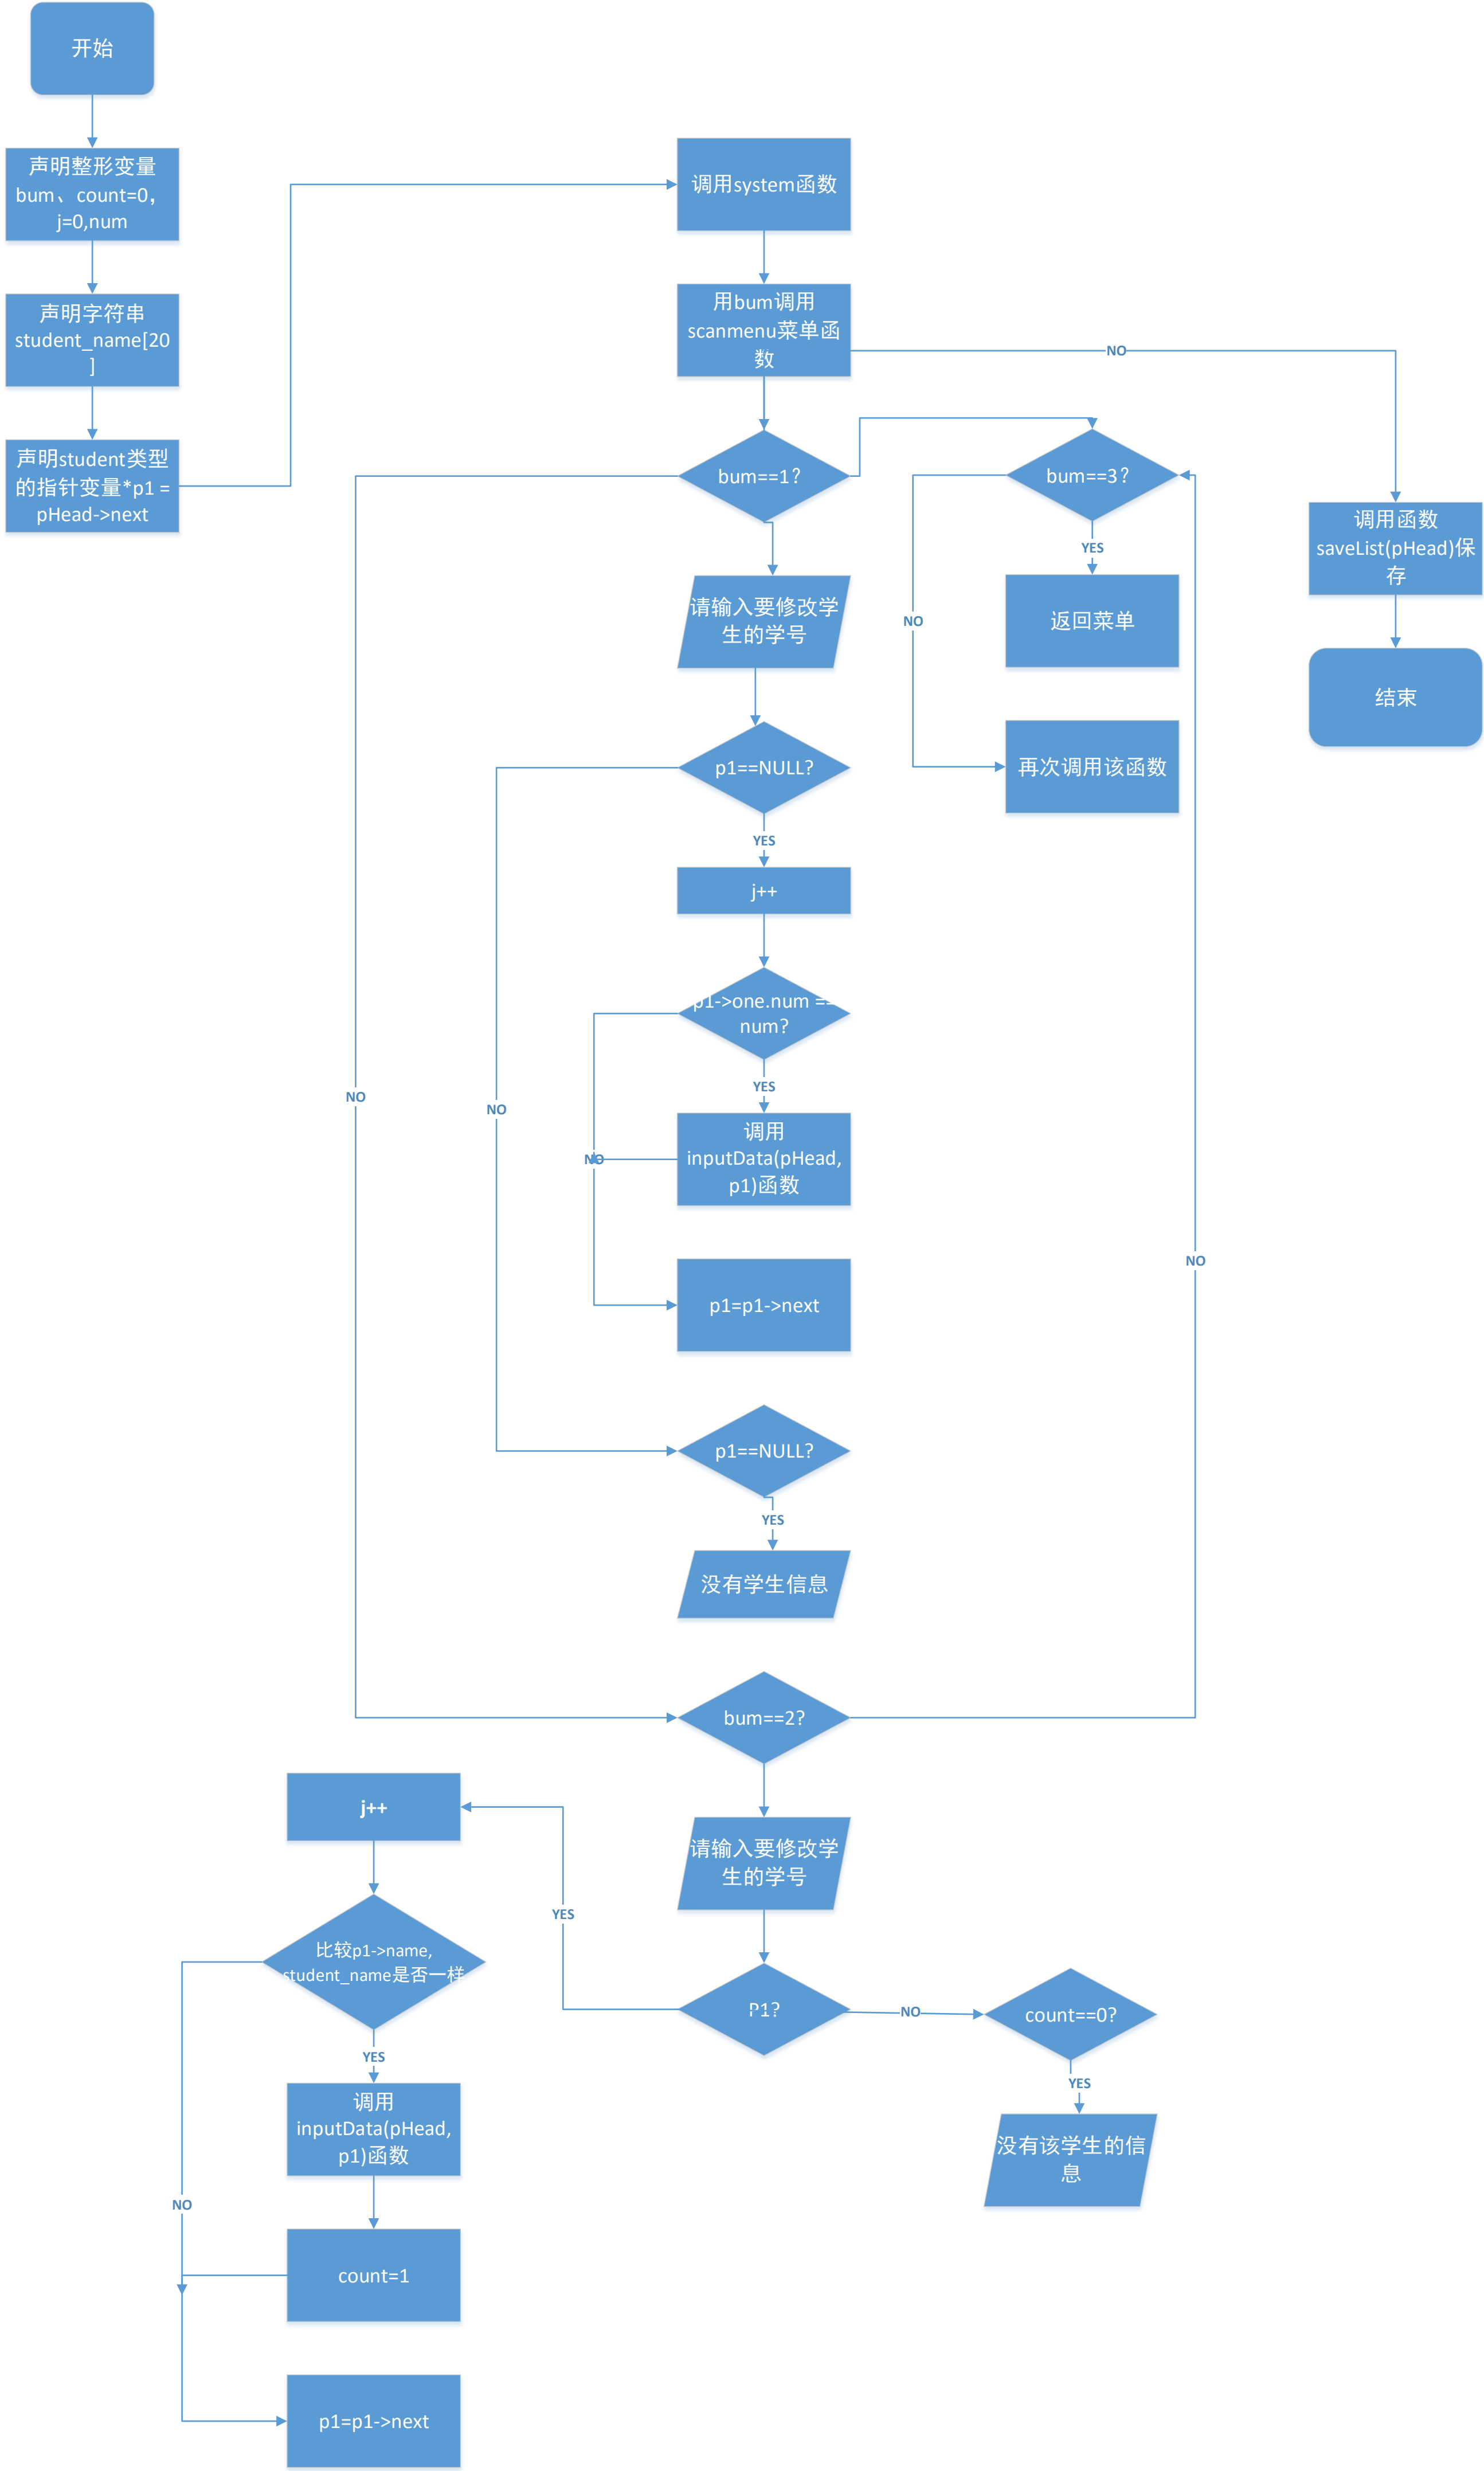 开始
声明整形变量
bum、count=0，
j=0,num
声明字符串
student_name[20
]
声明student类型
的指针变量*p1 =
pHead->next
调用system函数
用bum调用
scanmenu菜单函
数
NO
bum==1？
bum==3？
YES
返回菜单
NO
再次调用该函数
调用函数
saveList(pHead)保
存
结束
请输入要修改学
生的学号
p1==NULL?
YES
j++
p1->one.num ==
num?
YES
NO
NO
调用
inputData(pHead,
p1)函数
NO
p1=p1->next
NO
p1==NULL?
YES
没有学生信息
bum==2?
请输入要修改学
生的学号
YES
P1?
NO
count==0?
YES
没有该学生的信
息
j++
比较p1->name,
student_name是否一样
YES
调用
inputData(pHead,
p1)函数
NO
count=1
p1=p1->next